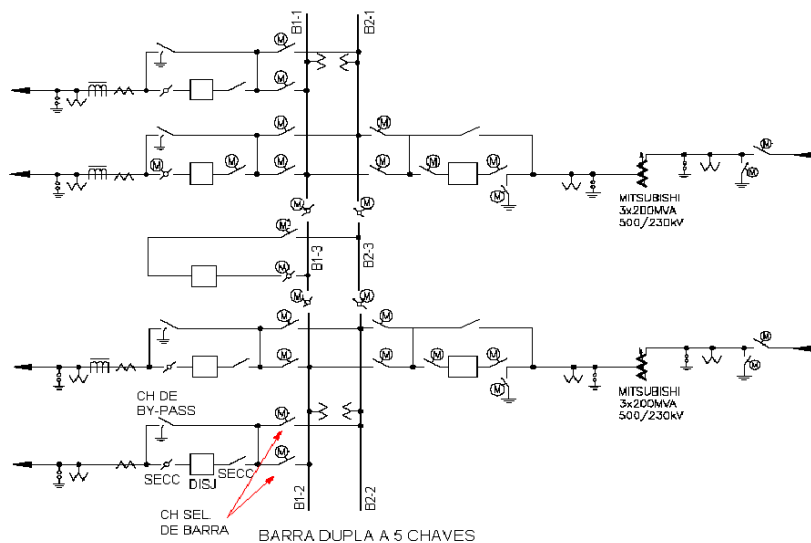 B1-1
B2-1
M
M
M
M
M
M
M
M
M
M
M
M
M
MITSUBISHI
3x200MVA
500/230kV
M
M
M
B1-3
B2-3
M
M
M
M
M
M
M
M
M
M
M
M
MITSUBISHI
3x200MVA
500/230kV
CH DE
BY-PASS
M
M
SECC
DISJ
SECC
CH SEL.
DE BARRA
B1-2
B2-2
BARRA DUPLA A 5 CHAVES